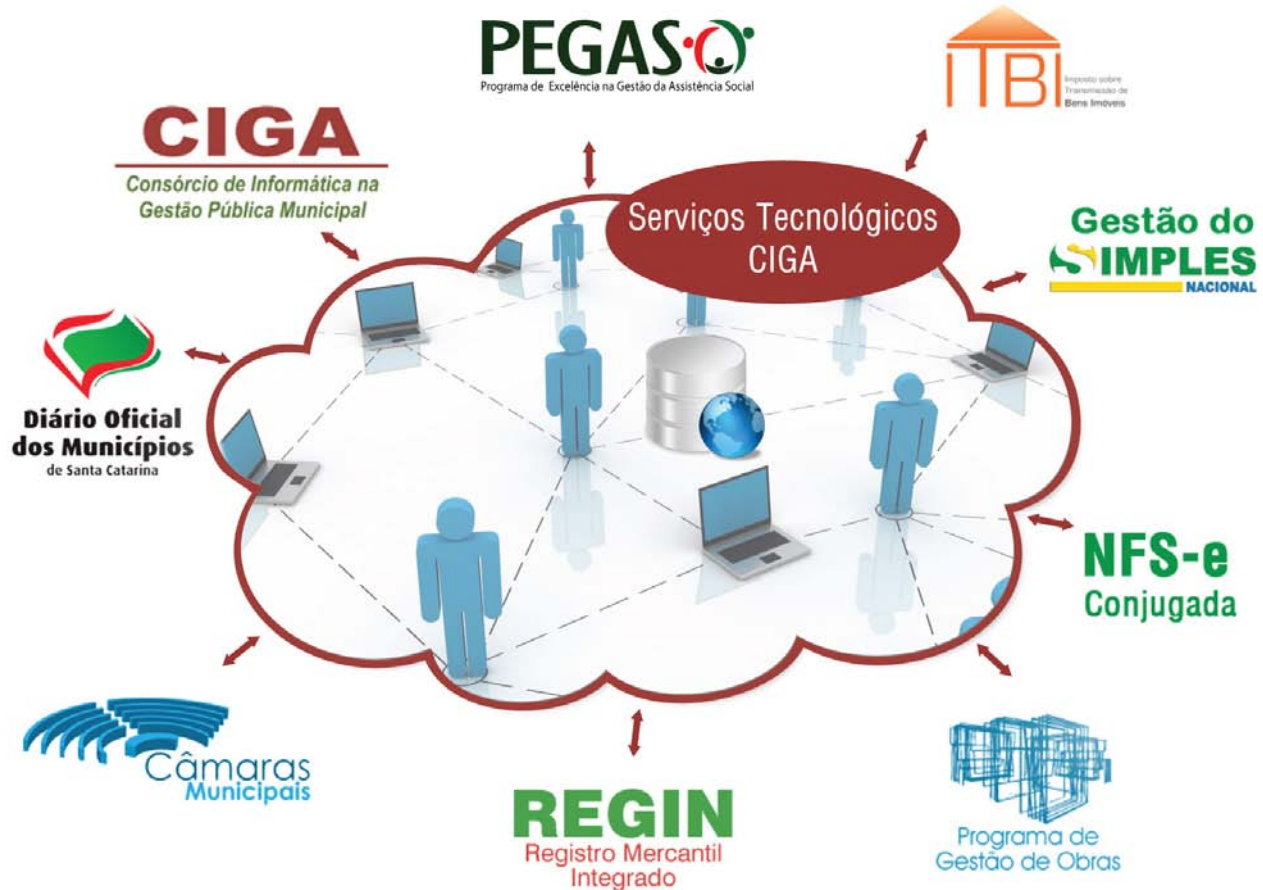 PEGASO
Programa de Excelência na Gestão da Assistência Social
ITBI
Imposto sobre
Transmissão de
Bens Imóveis
CIGA
Consórcio de Informática na
Gestão Pública Municipal
Serviços Tecnológicos
CIGA
Gestão do
SIMPLES
NACIONAL
Diário Oficial
dos Municípios
de Santa Catarina
NFS-e
Conjugada
Câmaras
Municipais
REGIN
Registro Mercantil
Integrado
Programa de
Gestão de Obras